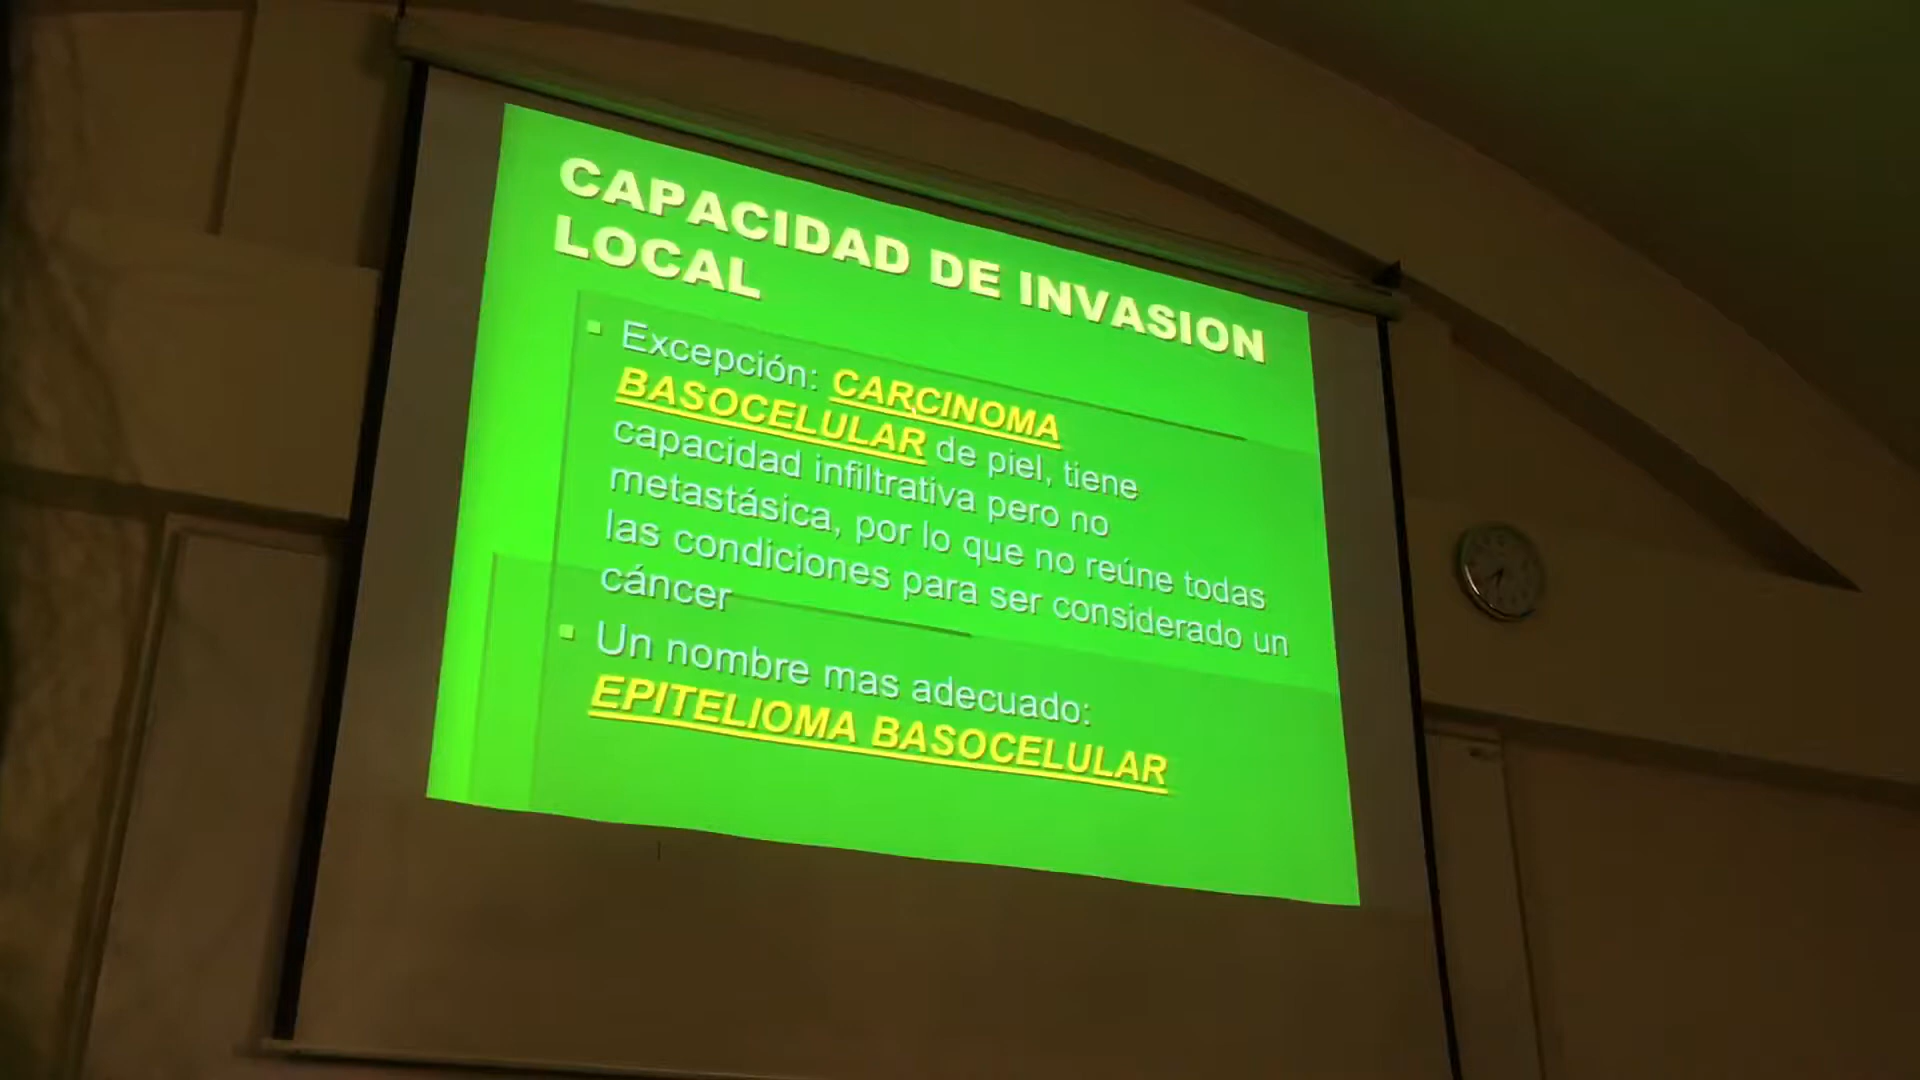 CAPACIDAD DE INVASION
LOCAL
Excepción: CARCINOMA
BASOCELULAR de piel, tiene
capacidad infiltrativa pero no
metastásica, por lo que no reúne todas
las condiciones para ser considerado un
cáncer
Un nombre mas adecuado:
EPITELIOMA BASOCELULAR